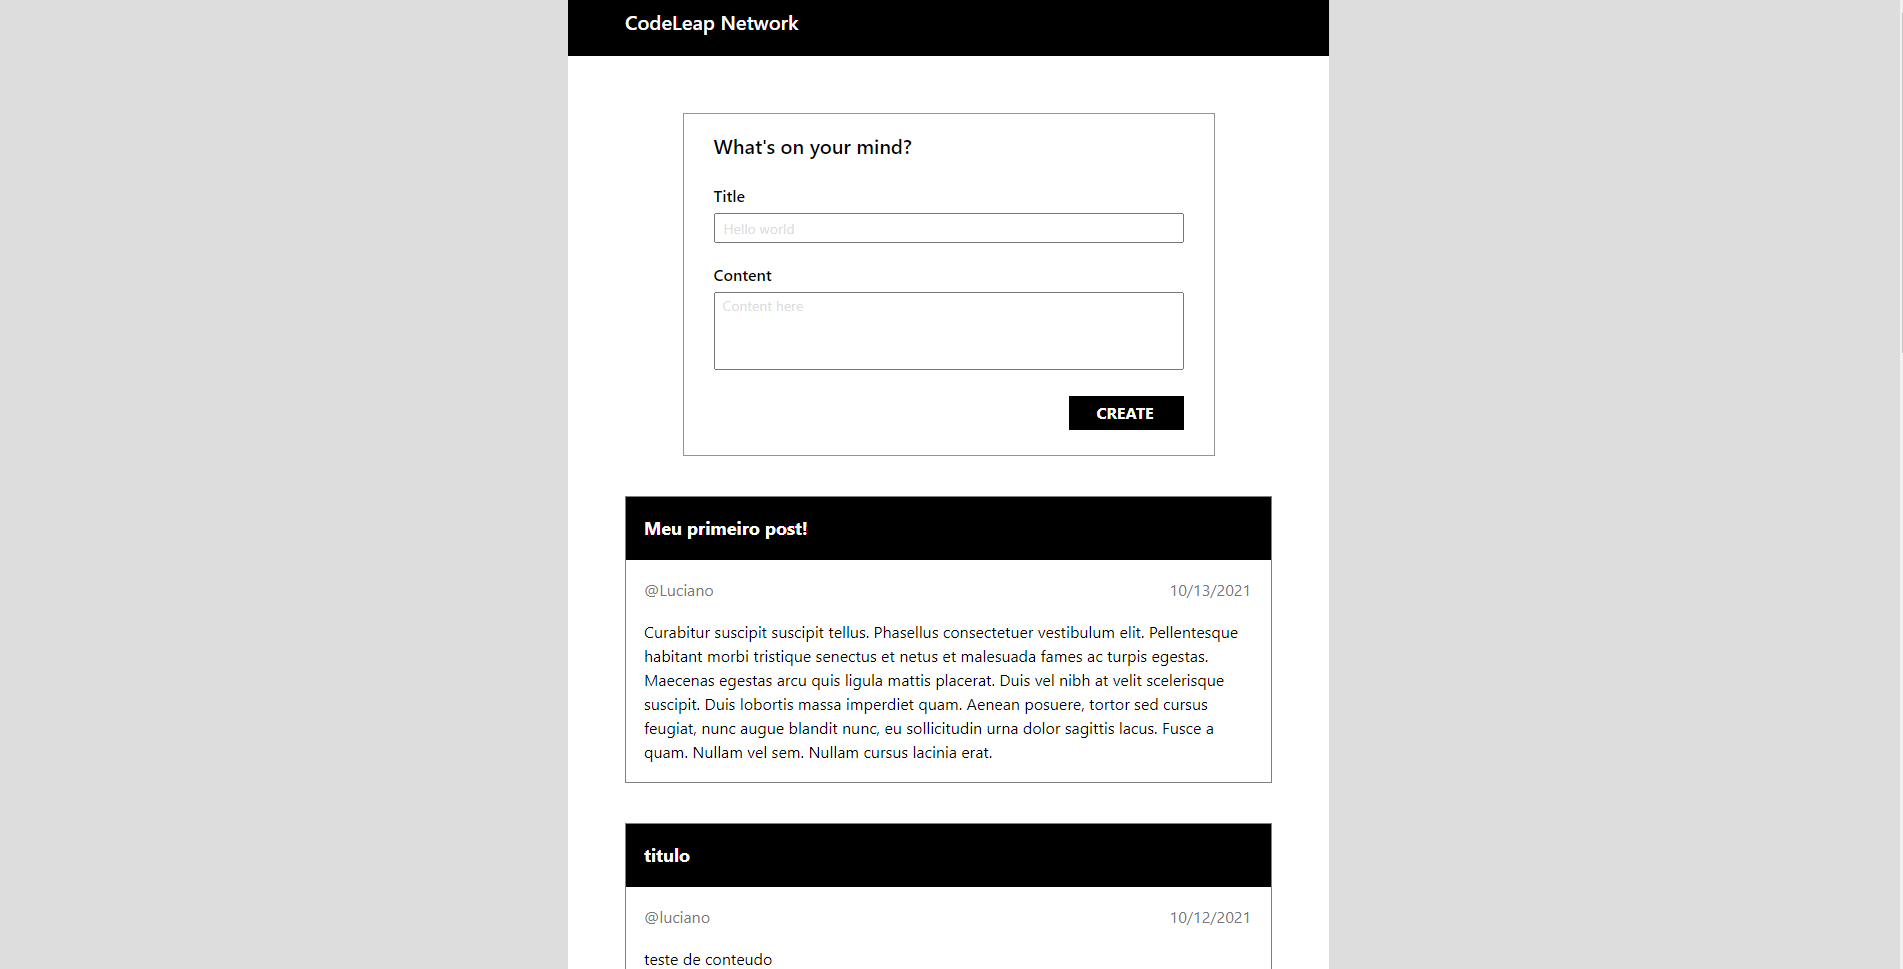 CodeLeap Network
What's on your mind?
Title
Hello world
Content
Content here
CREATE
Meu primeiro post!
@Luciano 10/13/2021
Curabitur suscipit suscipit tellus. Phasellus consectetuer vestibulum elit. Pellentesque
habitant morbi tristique senectus et netus et malesuada fames ac turpis egestas.
Maecenas egestas arcu quis ligula mattis placerat. Duis vel nibh at velit scelerisque
suscipit. Duis lobortis massa imperdiet quam. Aenean posuere, tortor sed cursus
feugiat, nunc augue blandit nunc, eu sollicitudin urna dolor sagittis lacus. Fusce a
quam. Nullam vel sem. Nullam cursus lacinia erat.
titulo
@luciano 10/12/2021
teste de conteudo